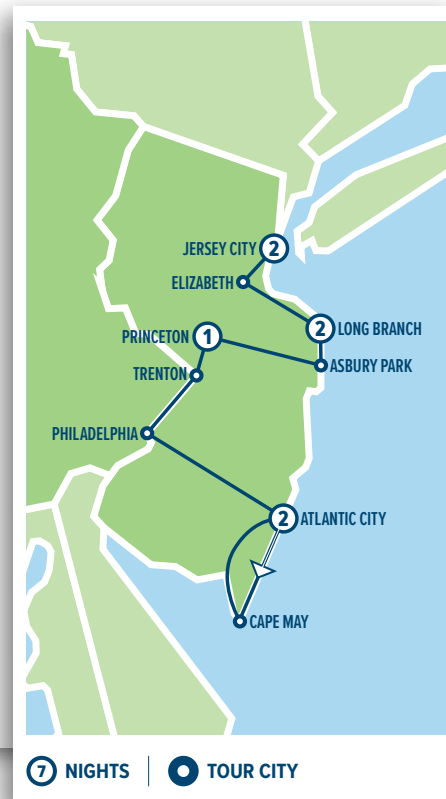 JERSEY CITY 2
ELIZABETH
2 LONG BRANCH
PRINCETON 1
ASBURY PARK
TRENTON
PHILADELPHIA
2 ATLANTIC CITY
CAPE MAY
7 NIGHTS
TOUR CITY